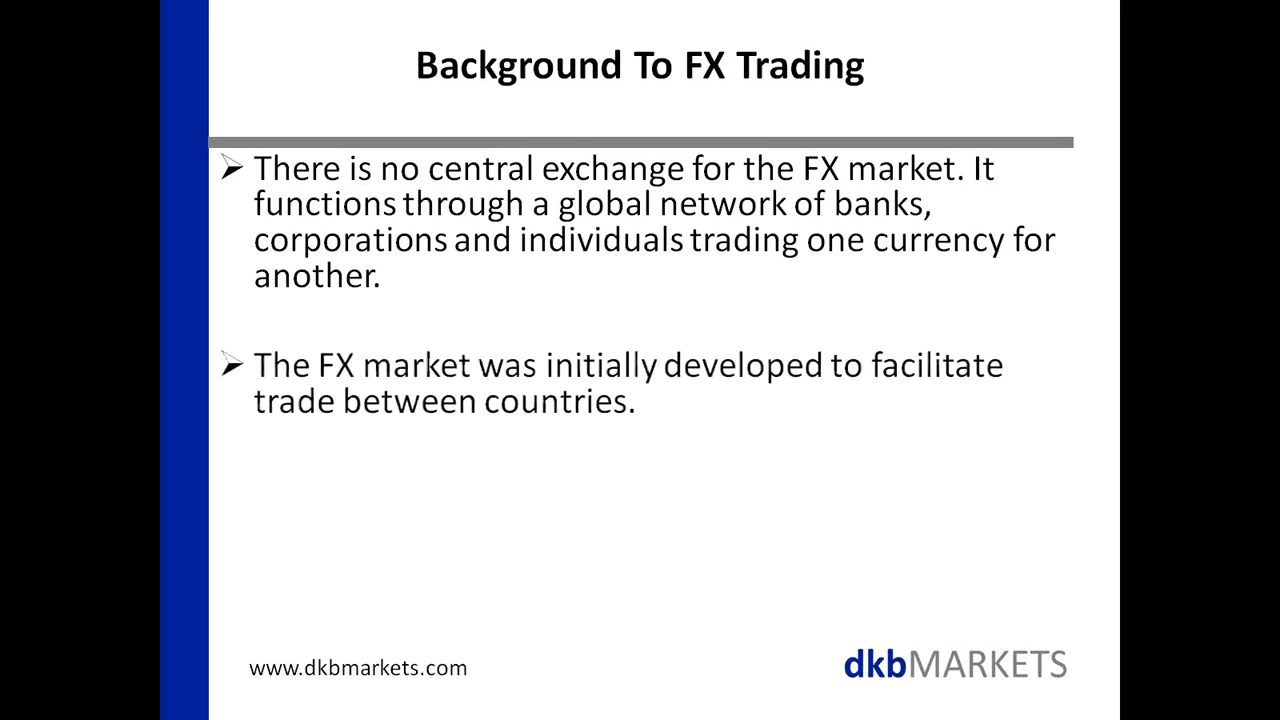 Background To FX Trading
There is no central exchange for the FX market. It
functions through a global network of banks,
corporations and individuals trading one currency for
another.
The FX market was initially developed to facilitate
trade between countries.
www.dkbmarkets.com
dkbMARKETS